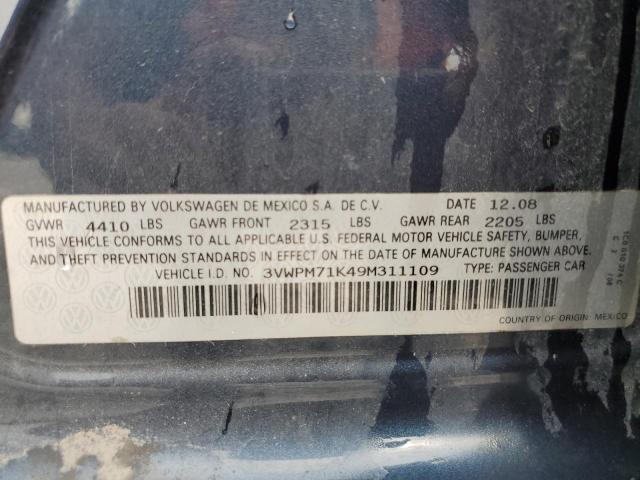 MANUFACTURED BY VOLKSWAGEN DE MEXICO S.A. DE C.V. DATE 12.08
GVWR 4410 LBS GAWR FRONT 2315 LBS GAWR REAR 2205 LBS
THIS VEHICLE CONFORMS TO ALL APPLICABLE U.S. FEDERAL MOTOR VEHICLE SAFETY, BUMPER,
AND THEFT PREVENTION STANDARDS IN EFFECT ON THE DATE OF MANUFACTURE SHOWN ABOVE.
VEHICLE I.D. NO. 3VWPM71K49M311109 TYPE: PASSENGER CAR
COUNTRY OF ORIGIN: MEXICO